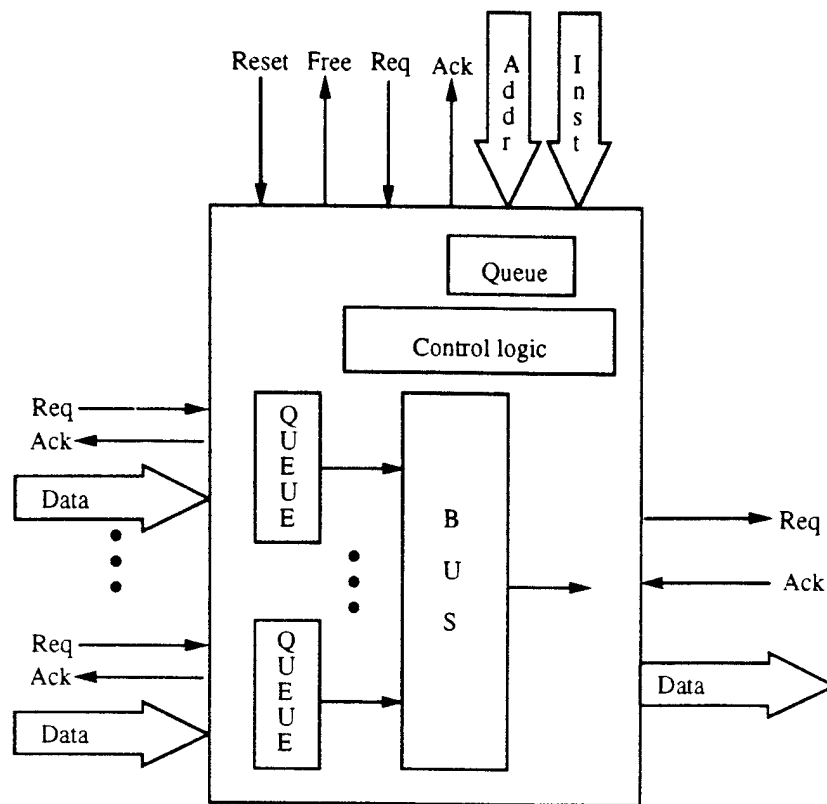 Reset Free Req Ack
Addr
Inst
Queue
Control logic
Req
Ack
Data
QUEUE
BUS
Req
Ack
Data
Req
Ack
Data
QUEUE